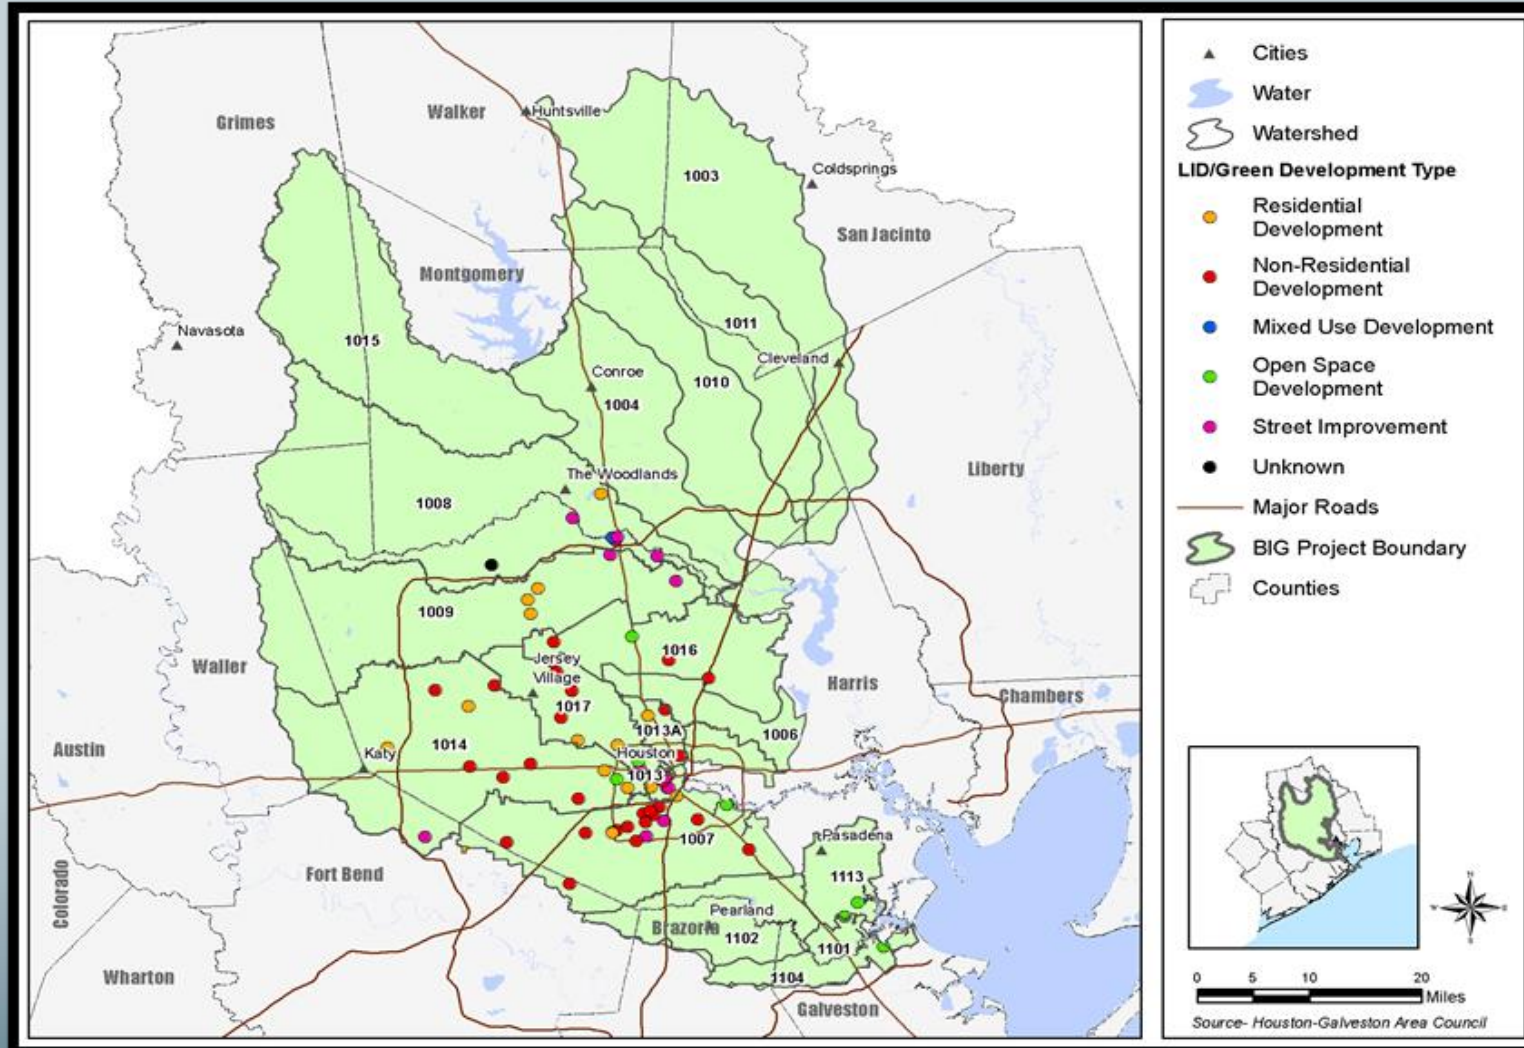 Huntsville
Walker
Grimes
1003
Coldsprings
San Jacinto
Montgomery
Navasota
1015
1011
Cleveland
Conroe
1010
1004
The Woodlands
Liberty
1008
1009
1016
Jersey
Village
Waller
Harris
Chambers
1017
1013A
1006
Austin
Katy
1014
Houston
1013
Pasadena
1007
Fort Bend
1113
Colorado
Pearland
Brazoria
1102
1101
Wharton
1104
Galveston
Cities
Water
Watershed
LID/Green Development Type
Residential
Development
Non-Residential
Development
Mixed Use Development
Open Space
Development
Street Improvement
Unknown
Major Roads
BIG Project Boundary
Counties
N
W
E
S
0 5 10 20
Miles
Source- Houston-Galveston Area Council